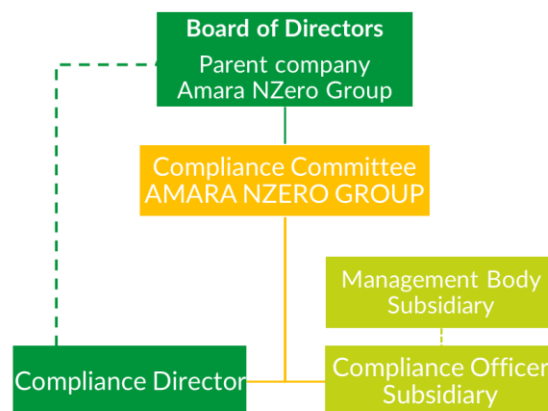 Board of Directors
Parent company
Amara NZero Group
Compliance Committee
AMARA NZERO GROUP
Management Body
Subsidiary
Compliance Director
Compliance Officer
Subsidiary